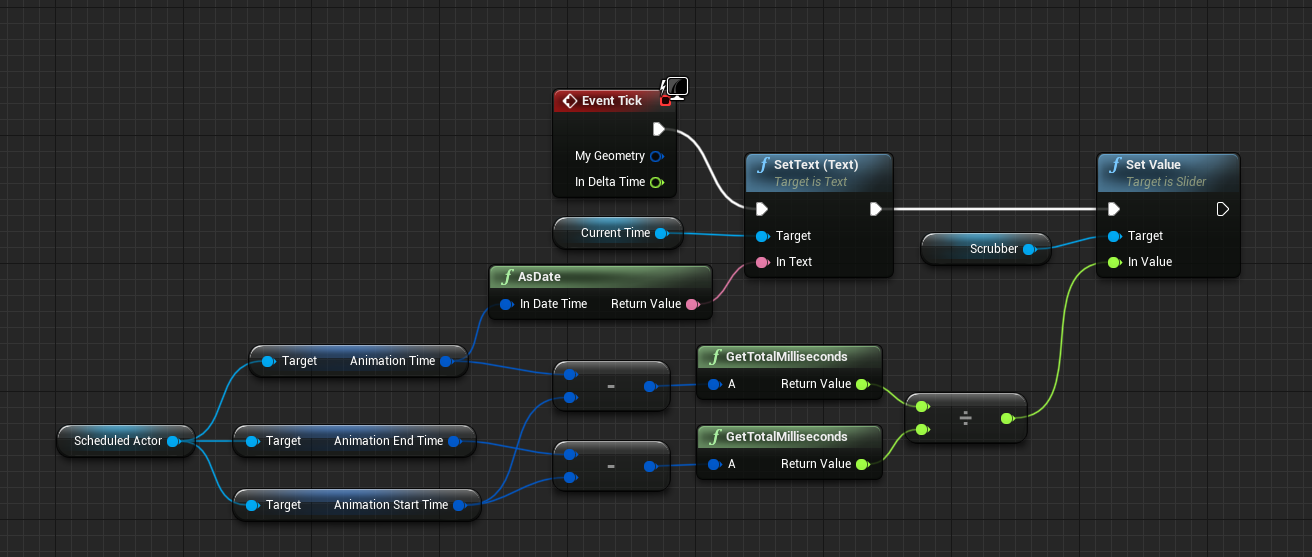 Event Tick
My Geometry
In Delta Time
SetText (Text)
Target is Text
Target
In Text
Set Value
Target is Slider
Target
In Value
Current Time
Scrubber
AsDate
In Date Time Return Value
Target Animation Time
-
GetTotalMilliseconds
A Return Value
÷
Scheduled Actor
Target Animation End Time
-
GetTotalMilliseconds
A Return Value
Target Animation Start Time